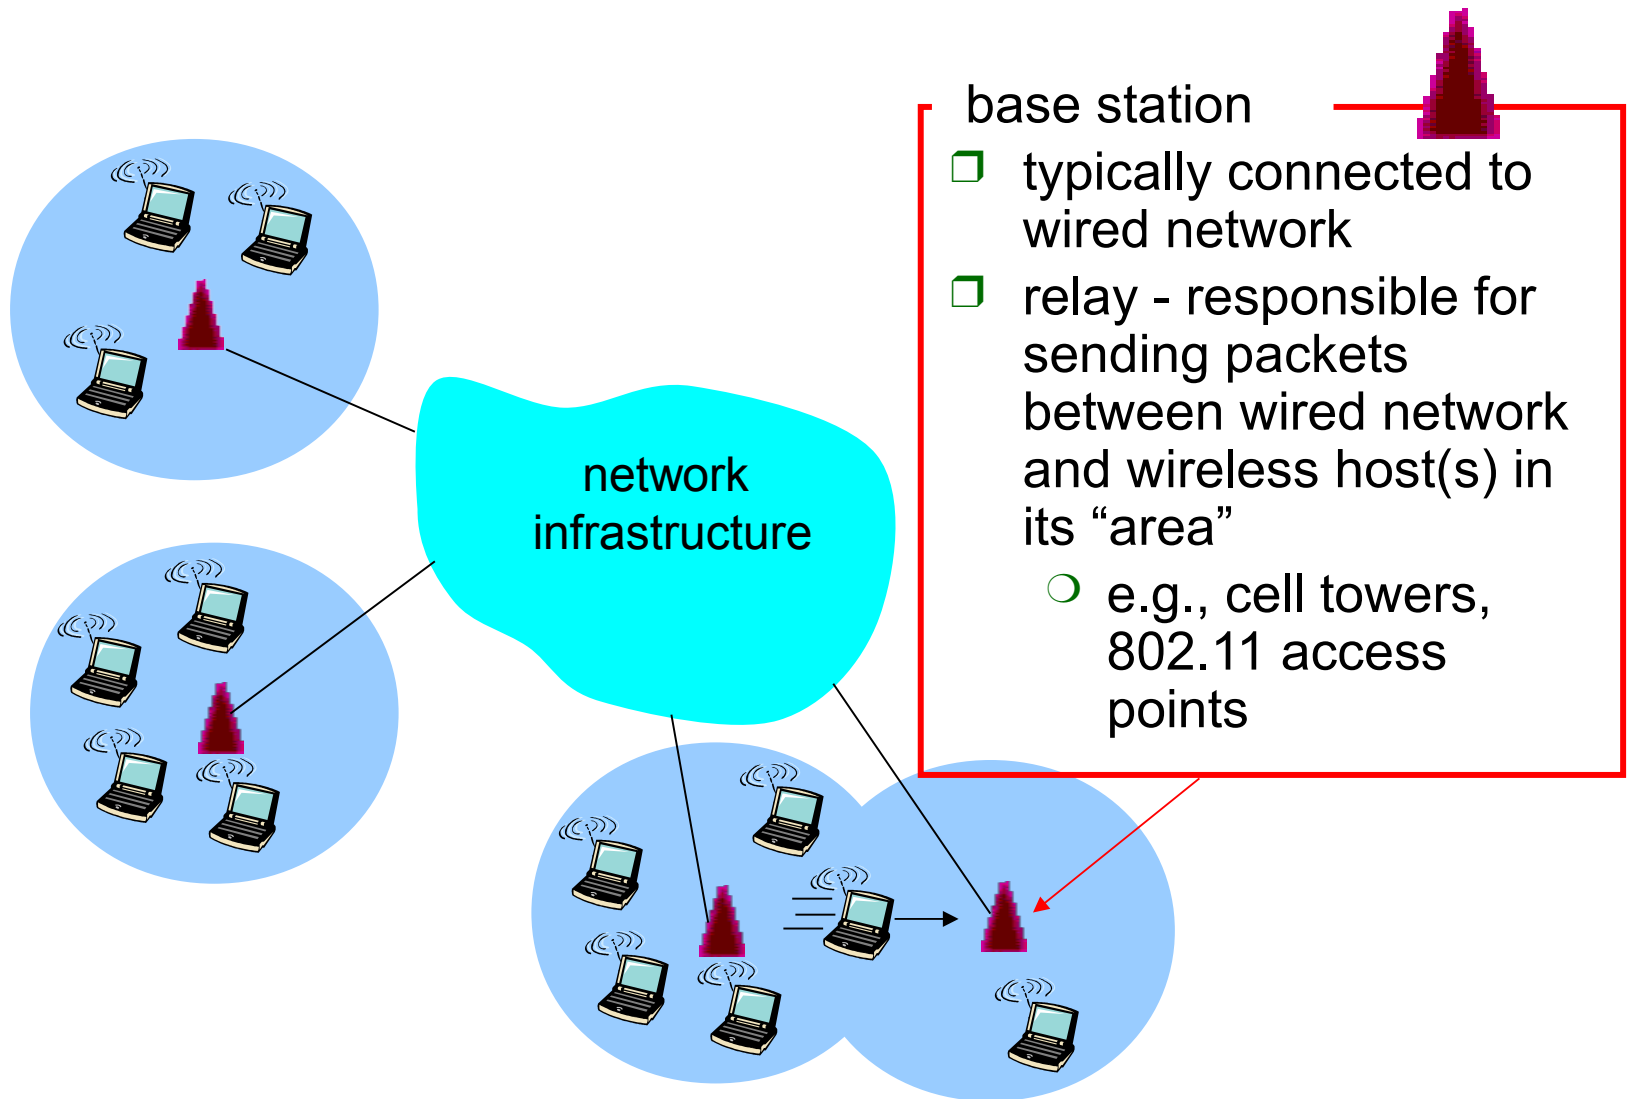 base station
❒ typically connected to
wired network
❒ relay - responsible for
sending packets
between wired network
and wireless host(s) in
its “area”
❍ e.g., cell towers,
802.11 access
points
network
infrastructure